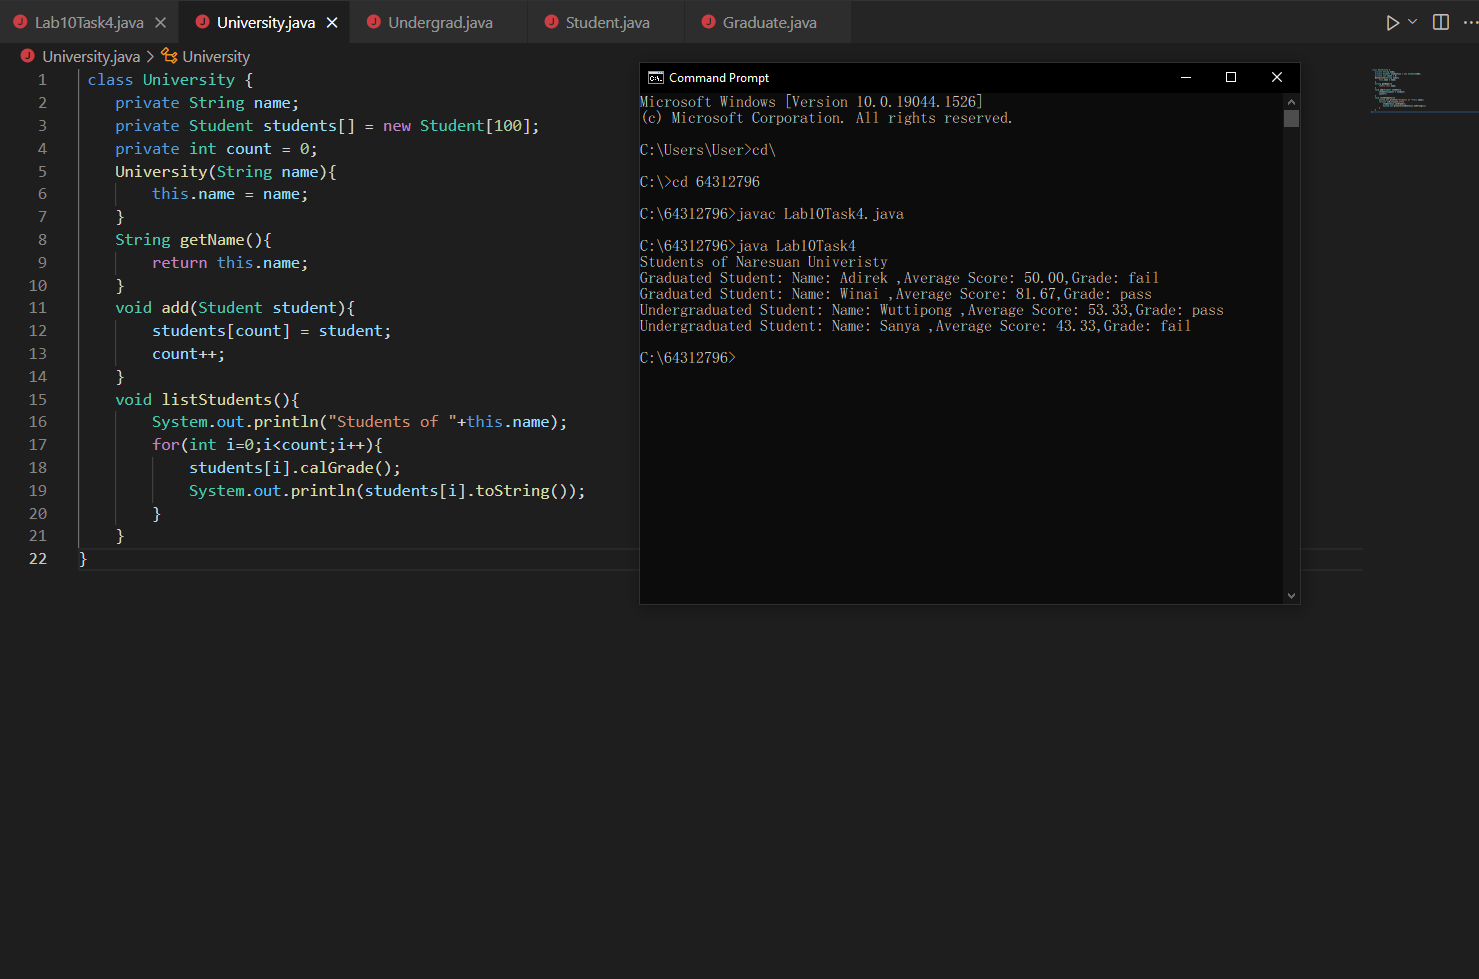 Lab10Task4.java
University.java
Undergrad.java
Student.java
Graduate.java
University.java > University
1 class University {
2 private String name;
3 private Student students[] = new Student[100];
4 private int count = 0;
5 University(String name){
6 this.name = name;
7 }
8 String getName(){
9 return this.name;
10 }
11 void add(Student student){
12 students[count] = student;
13 count++;
14 }
15 void listStudents(){
16 System.out.println("Students of "+this.name);
17 for(int i=0;i<count;i++){
18 students[i].calGrade();
19 System.out.println(students[i].toString());
20 }
21 }
22 }
Command Prompt
Microsoft Windows [Version 10.0.19044.1526]
(c) Microsoft Corporation. All rights reserved.
C:\Users\User>cd\
C:\>cd 64312796
C:\64312796>javac Lab10Task4.java
C:\64312796>java Lab10Task4
Students of Naresuan Univeristy
Graduated Student: Name: Adirek ,Average Score: 50.00,Grade: fail
Graduated Student: Name: Winai ,Average Score: 81.67,Grade: pass
Undergraduated Student: Name: Wuttipong ,Average Score: 53.33,Grade: pass
Undergraduated Student: Name: Sanya ,Average Score: 43.33,Grade: fail
C:\64312796>